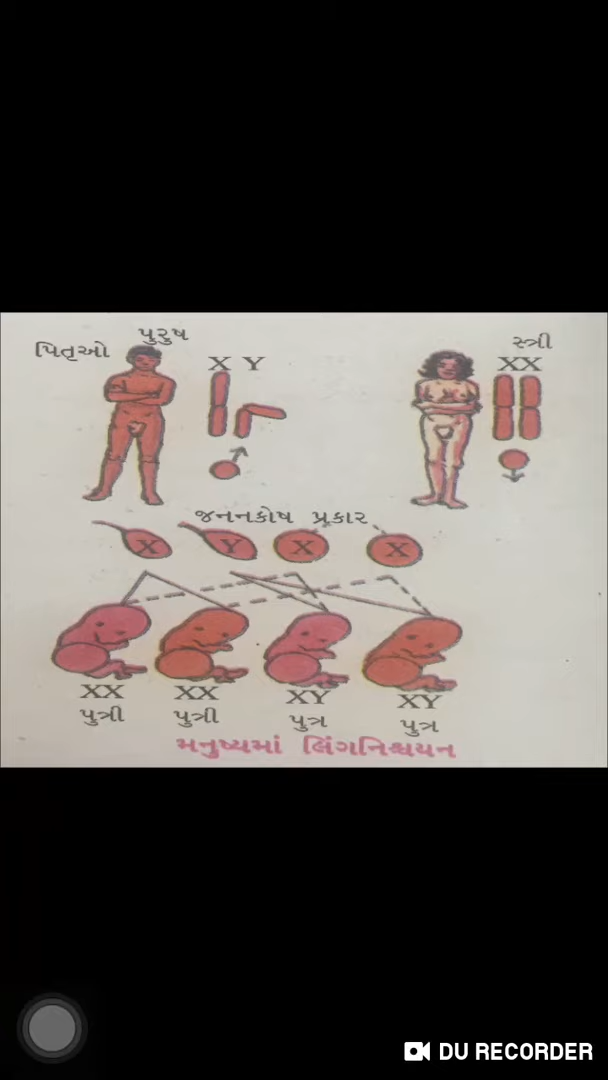 પિતૃઓ પુરુષ સ્ત્રી
X Y XX
જનનકોષ પ્રકાર
X Y X X
XX XX XY XY
પુત્રી પુત્રી પુત્ર પુત્ર
મનુષ્યમાં લિંગનિશ્ચયન
DU RECORDER